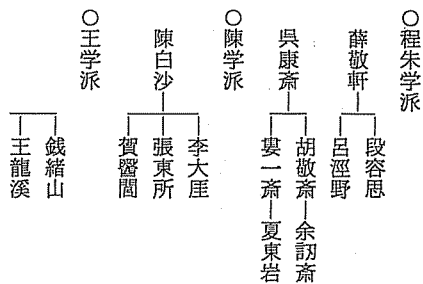 ○程朱学派
薛敬軒
段容思
呂涇野
呉康斎
胡敬斎―余訒斎
婁一斎―夏東岩
○陳学派
陳白沙
李大厓
張東所
賀醫閭
○王学派
銭緒山
王龍溪